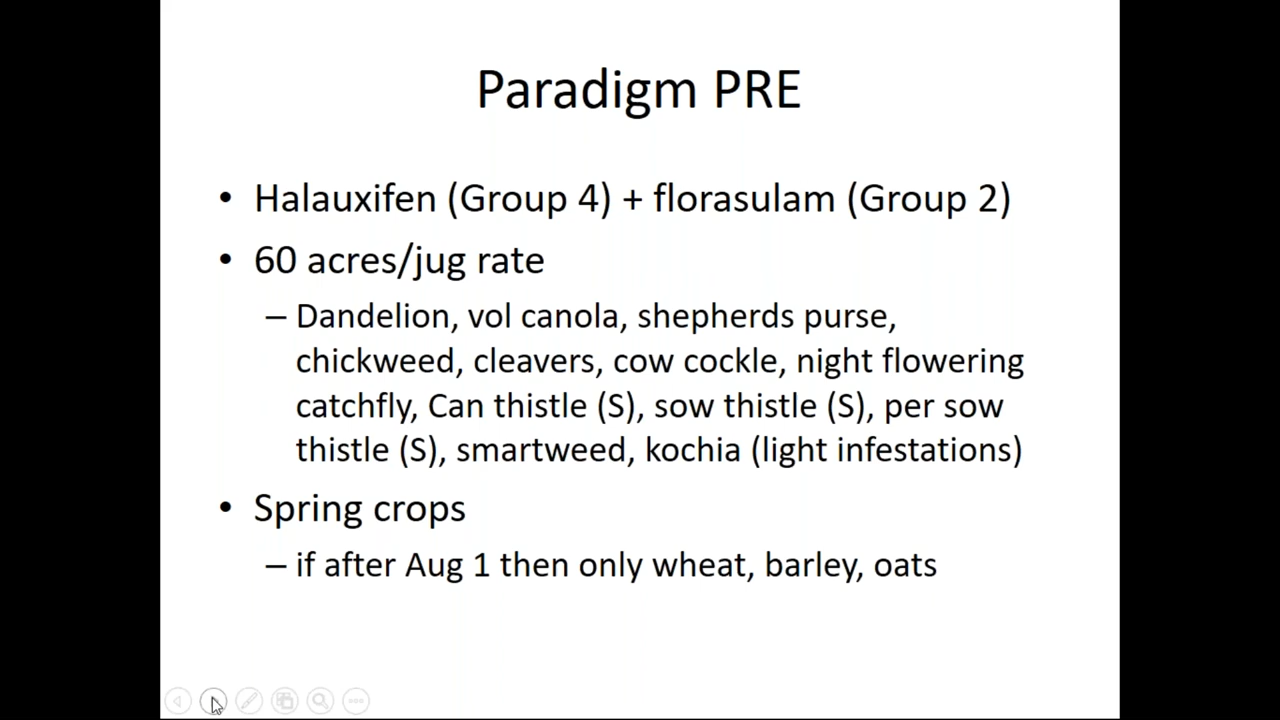 Paradigm PRE
• Halauxifen (Group 4) + florasulam (Group 2)
• 60 acres/jug rate
– Dandelion, vol canola, shepherds purse,
chickweed, cleavers, cow cockle, night flowering
catchfly, Can thistle (S), sow thistle (S), per sow
thistle (S), smartweed, kochia (light infestations)
• Spring crops
– if after Aug 1 then only wheat, barley, oats